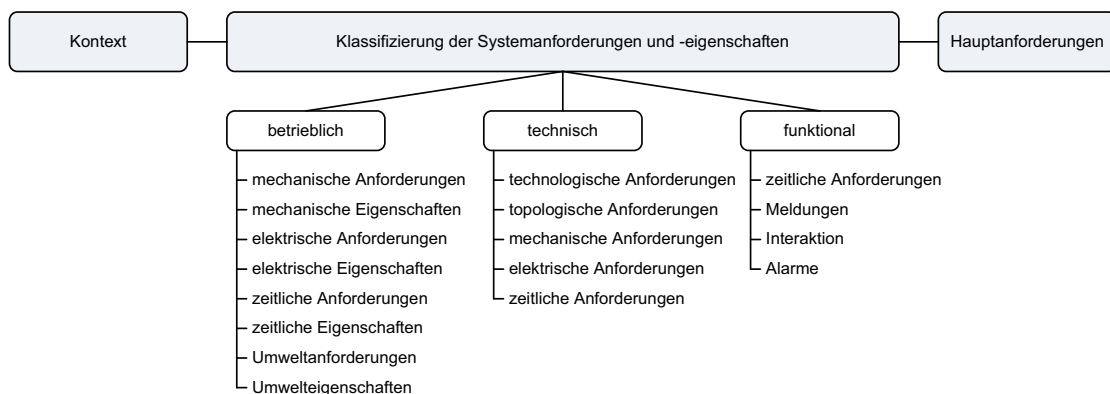 Kontext
Klassifizierung der Systemanforderungen und -eigenschaften
Hauptanforderungen
betrieblich
mechanische Anforderungen
mechanische Eigenschaften
elektrische Anforderungen
elektrische Eigenschaften
zeitliche Anforderungen
zeitliche Eigenschaften
Umweltanforderungen
Umwelteigenschaften
technisch
technologische Anforderungen
topologische Anforderungen
mechanische Anforderungen
elektrische Anforderungen
zeitliche Anforderungen
funktional
zeitliche Anforderungen
Meldungen
Interaktion
Alarme